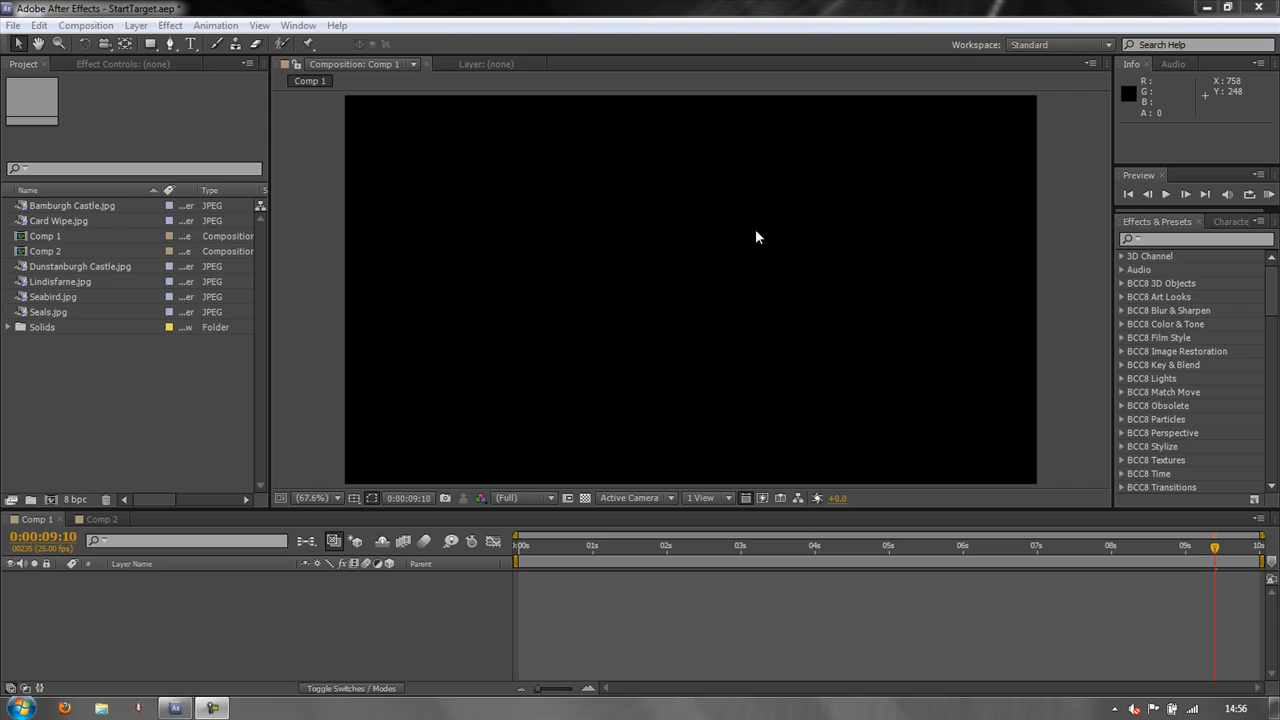 Adobe After Effects - StartTarget.aep *
File Edit Composition Layer Effect Animation View Window Help
Workspace: Standard Search Help
Project Effect Controls: (none) Composition: Comp 1 Layer: (none) Info Audio
Comp 1
R: X: 758
G: Y: 248
B:
A: 0
Preview
Effects & Presets Characte
Name Type S
Bamburgh Castle.jpg ...er JPEG
Card Wipe.jpg ...er JPEG
Comp 1 ...e Composition
Comp 2 ...e Composition
Dunstanburgh Castle.jpg ...er JPEG
Lindisfarne.jpg ...er JPEG
Seabird.jpg ...er JPEG
Seals.jpg ...er JPEG
Solids ...w Folder
3D Channel
Audio
BCC8 3D Objects
BCC8 Art Looks
BCC8 Blur & Sharpen
BCC8 Color & Tone
BCC8 Film Style
BCC8 Image Restoration
BCC8 Key & Blend
BCC8 Lights
BCC8 Match Move
BCC8 Obsolete
BCC8 Particles
BCC8 Perspective
BCC8 Stylize
BCC8 Textures
BCC8 Time
BCC8 Transitions
8 bpc (67.6%) 0:00:09:10 (Full) Active Camera 1 View +0.0
Comp 1 Comp 2
0:00:09:10
00235 (25.00 fps)
0:00s 01s 02s 03s 04s 05s 06s 07s 08s 09s 10s
# Layer Name Parent
Toggle Switches / Modes
14:56